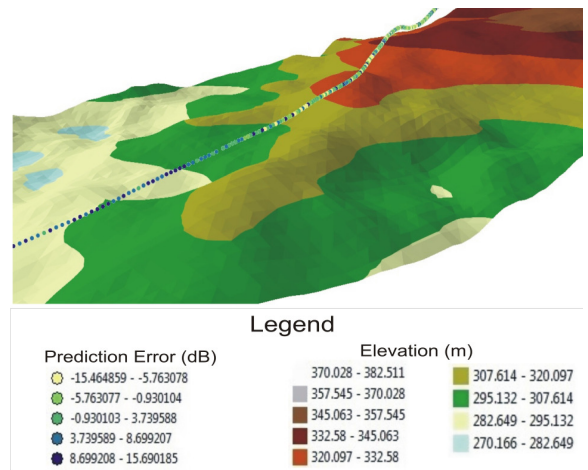 Legend
Prediction Error (dB)
-15.464859 - -5.763078
-5.763077 - -0.930104
-0.930103 - 3.739588
3.739589 - 8.699207
8.699208 - 15.690185
Elevation (m)
370.028 - 382.511
357.545 - 370.028
345.063 - 357.545
332.58 - 345.063
320.097 - 332.58
307.614 - 320.097
295.132 - 307.614
282.649 - 295.132
270.166 - 282.649